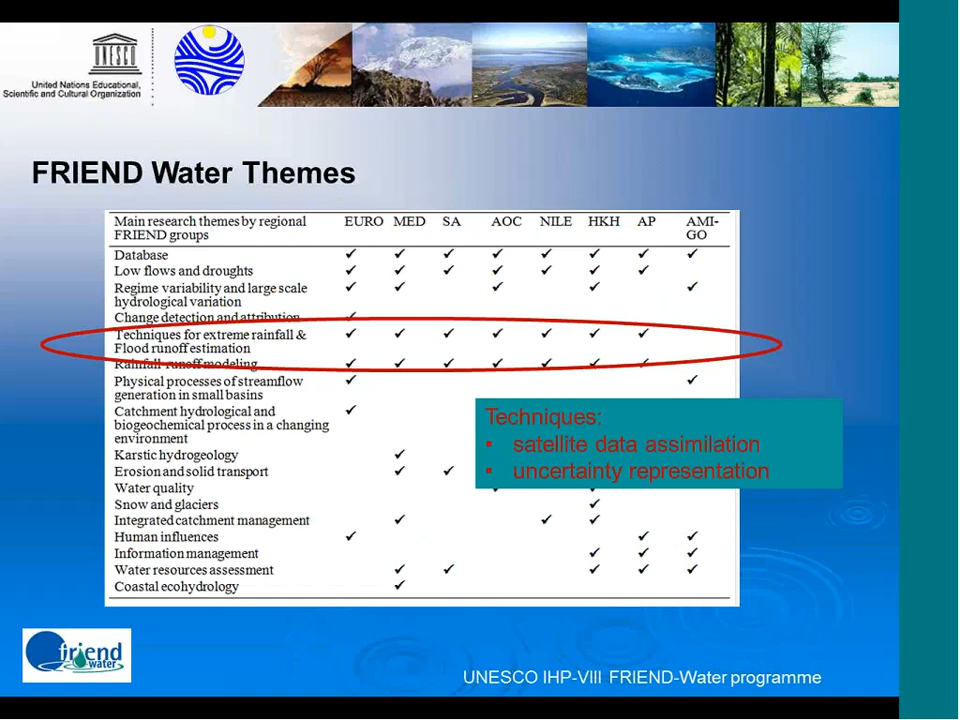 UNESCO
United Nations Educational,
Scientific and Cultural Organization
FRIEND Water Themes
Main research themes by regional FRIEND groups EURO MED SA AOC NILE HKH AP AMI-GO
Database ✓ ✓ ✓ ✓ ✓ ✓ ✓ ✓
Low flows and droughts ✓ ✓ ✓ ✓ ✓ ✓ ✓
Regime variability and large scale
hydrological variation ✓ ✓ ✓ ✓ ✓
Change detection and attribution ✓
Techniques for extreme rainfall &
Flood runoff estimation ✓ ✓ ✓ ✓ ✓ ✓ ✓
Rainfall-runoff modeling ✓ ✓ ✓ ✓ ✓ ✓ ✓
Physical processes of streamflow
generation in small basins ✓ ✓
Catchment hydrological and
biogeochemical process in a changing
environment ✓
Karstic hydrogeology ✓
Erosion and solid transport ✓ ✓
Water quality ✓ ✓
Snow and glaciers ✓
Integrated catchment management ✓ ✓ ✓
Human influences ✓ ✓ ✓
Information management ✓ ✓ ✓
Water resources assessment ✓ ✓ ✓ ✓ ✓
Coastal ecohydrology ✓
Techniques:
• satellite data assimilation
• uncertainty representation
friend
water
UNESCO IHP-VIII FRIEND-Water programme